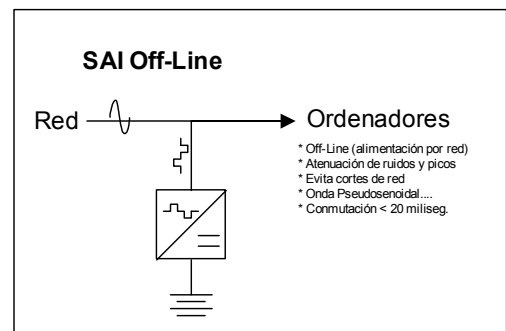 SAI Off-Line
Red
Ordenadores
* Off-Line (alimentación por red)
* Atenuación de ruidos y picos
* Evita cortes de red
* Onda Pseudosenoidal....
* Conmutación < 20 miliseg.